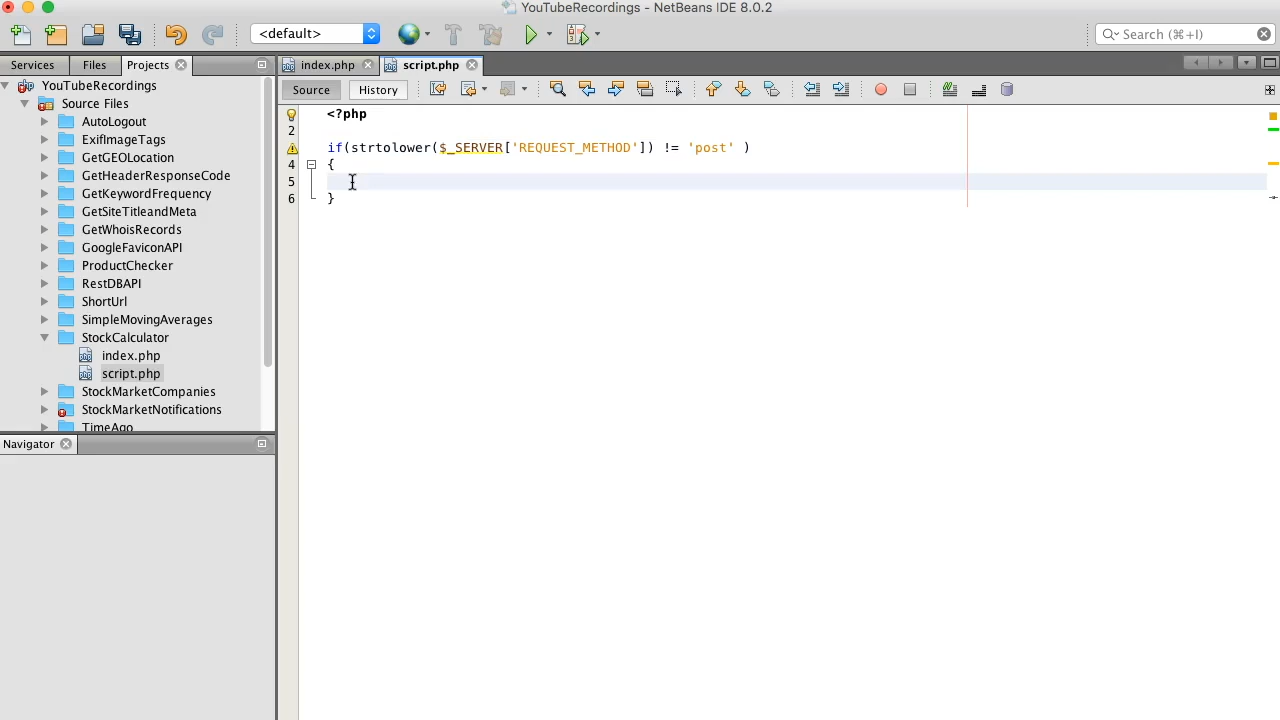 YouTubeRecordings - NetBeans IDE 8.0.2
<default>
Search (⌘+I)
Services
Files
Projects
index.php
script.php
YouTubeRecordings
Source Files
AutoLogout
ExifImageTags
GetGEOLocation
GetHeaderResponseCode
GetKeywordFrequency
GetSiteTitleandMeta
GetWhoisRecords
GoogleFaviconAPI
ProductChecker
RestDBAPI
ShortUrl
SimpleMovingAverages
StockCalculator
index.php
script.php
StockMarketCompanies
StockMarketNotifications
TimeAgo
Navigator
Source
History
<?php
2
if(strtolower($_SERVER['REQUEST_METHOD']) != 'post' )
4 {
5
6 }